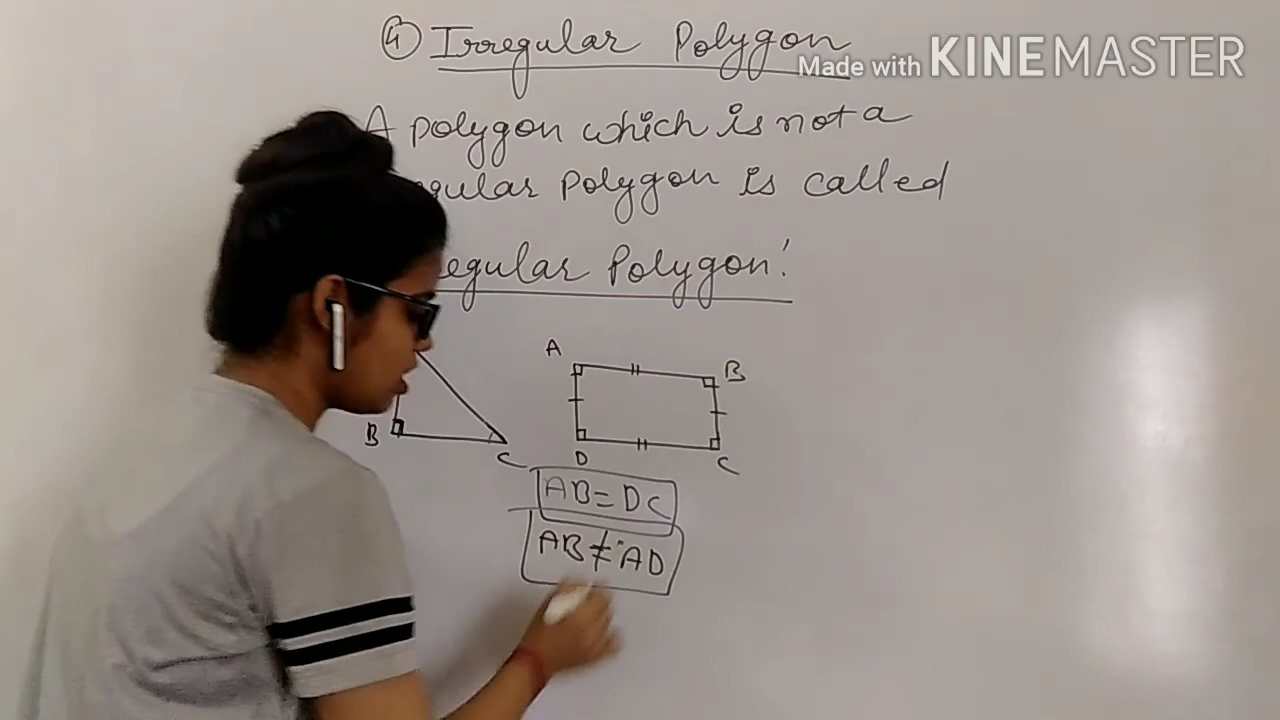 ④ Irregular Polygon
Made with KINEMASTER
A polygon which is not a
gular polygon is called
egular Polygon!
A
B
B
C
D
C
AB = DC
AB ≠ AD